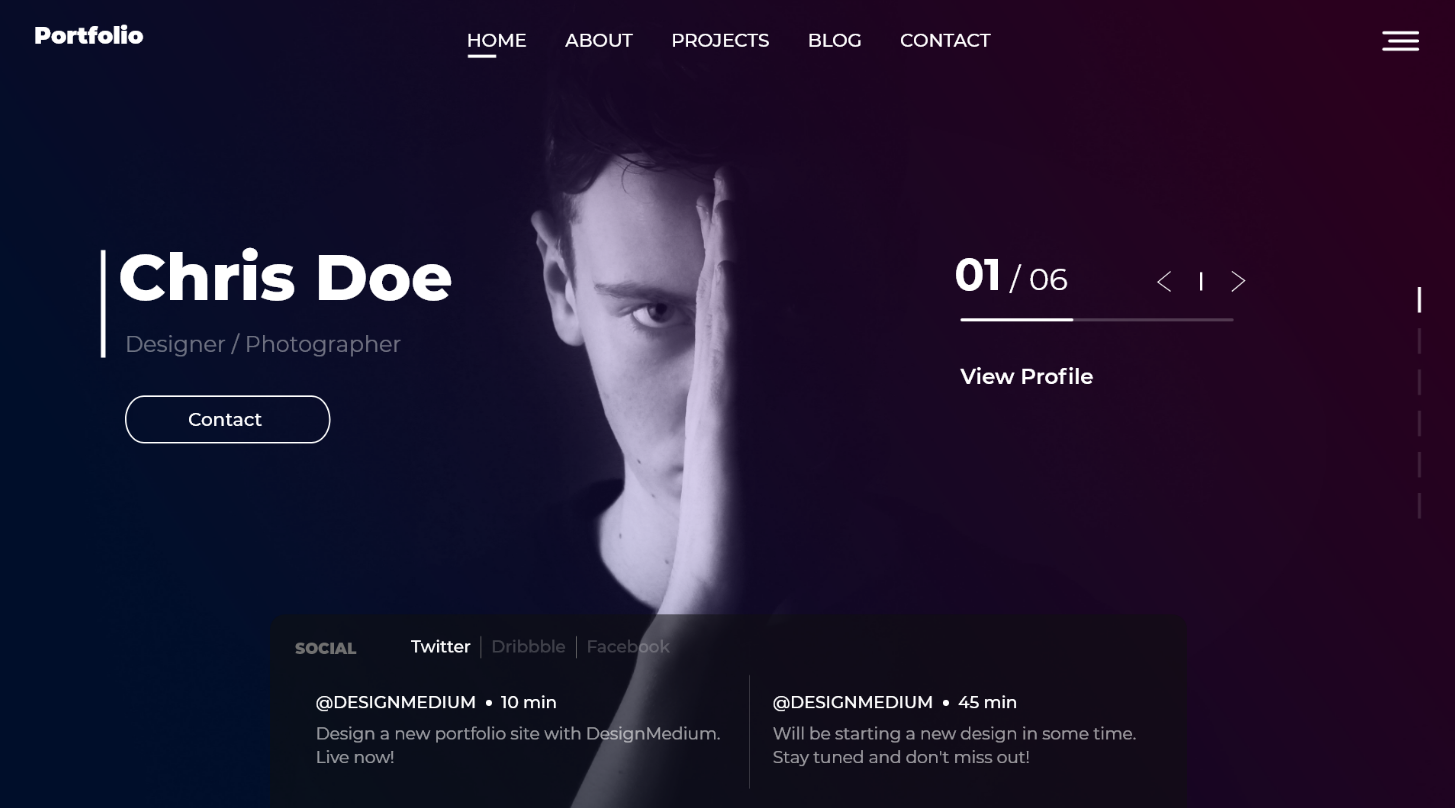 Portfolio
HOME ABOUT PROJECTS BLOG CONTACT
Chris Doe
Designer / Photographer
Contact
01 / 06
View Profile
SOCIAL Twitter Dribbble Facebook
@DESIGNMEDIUM • 10 min
Design a new portfolio site with DesignMedium.
Live now!
@DESIGNMEDIUM • 45 min
Will be starting a new design in some time.
Stay tuned and don't miss out!